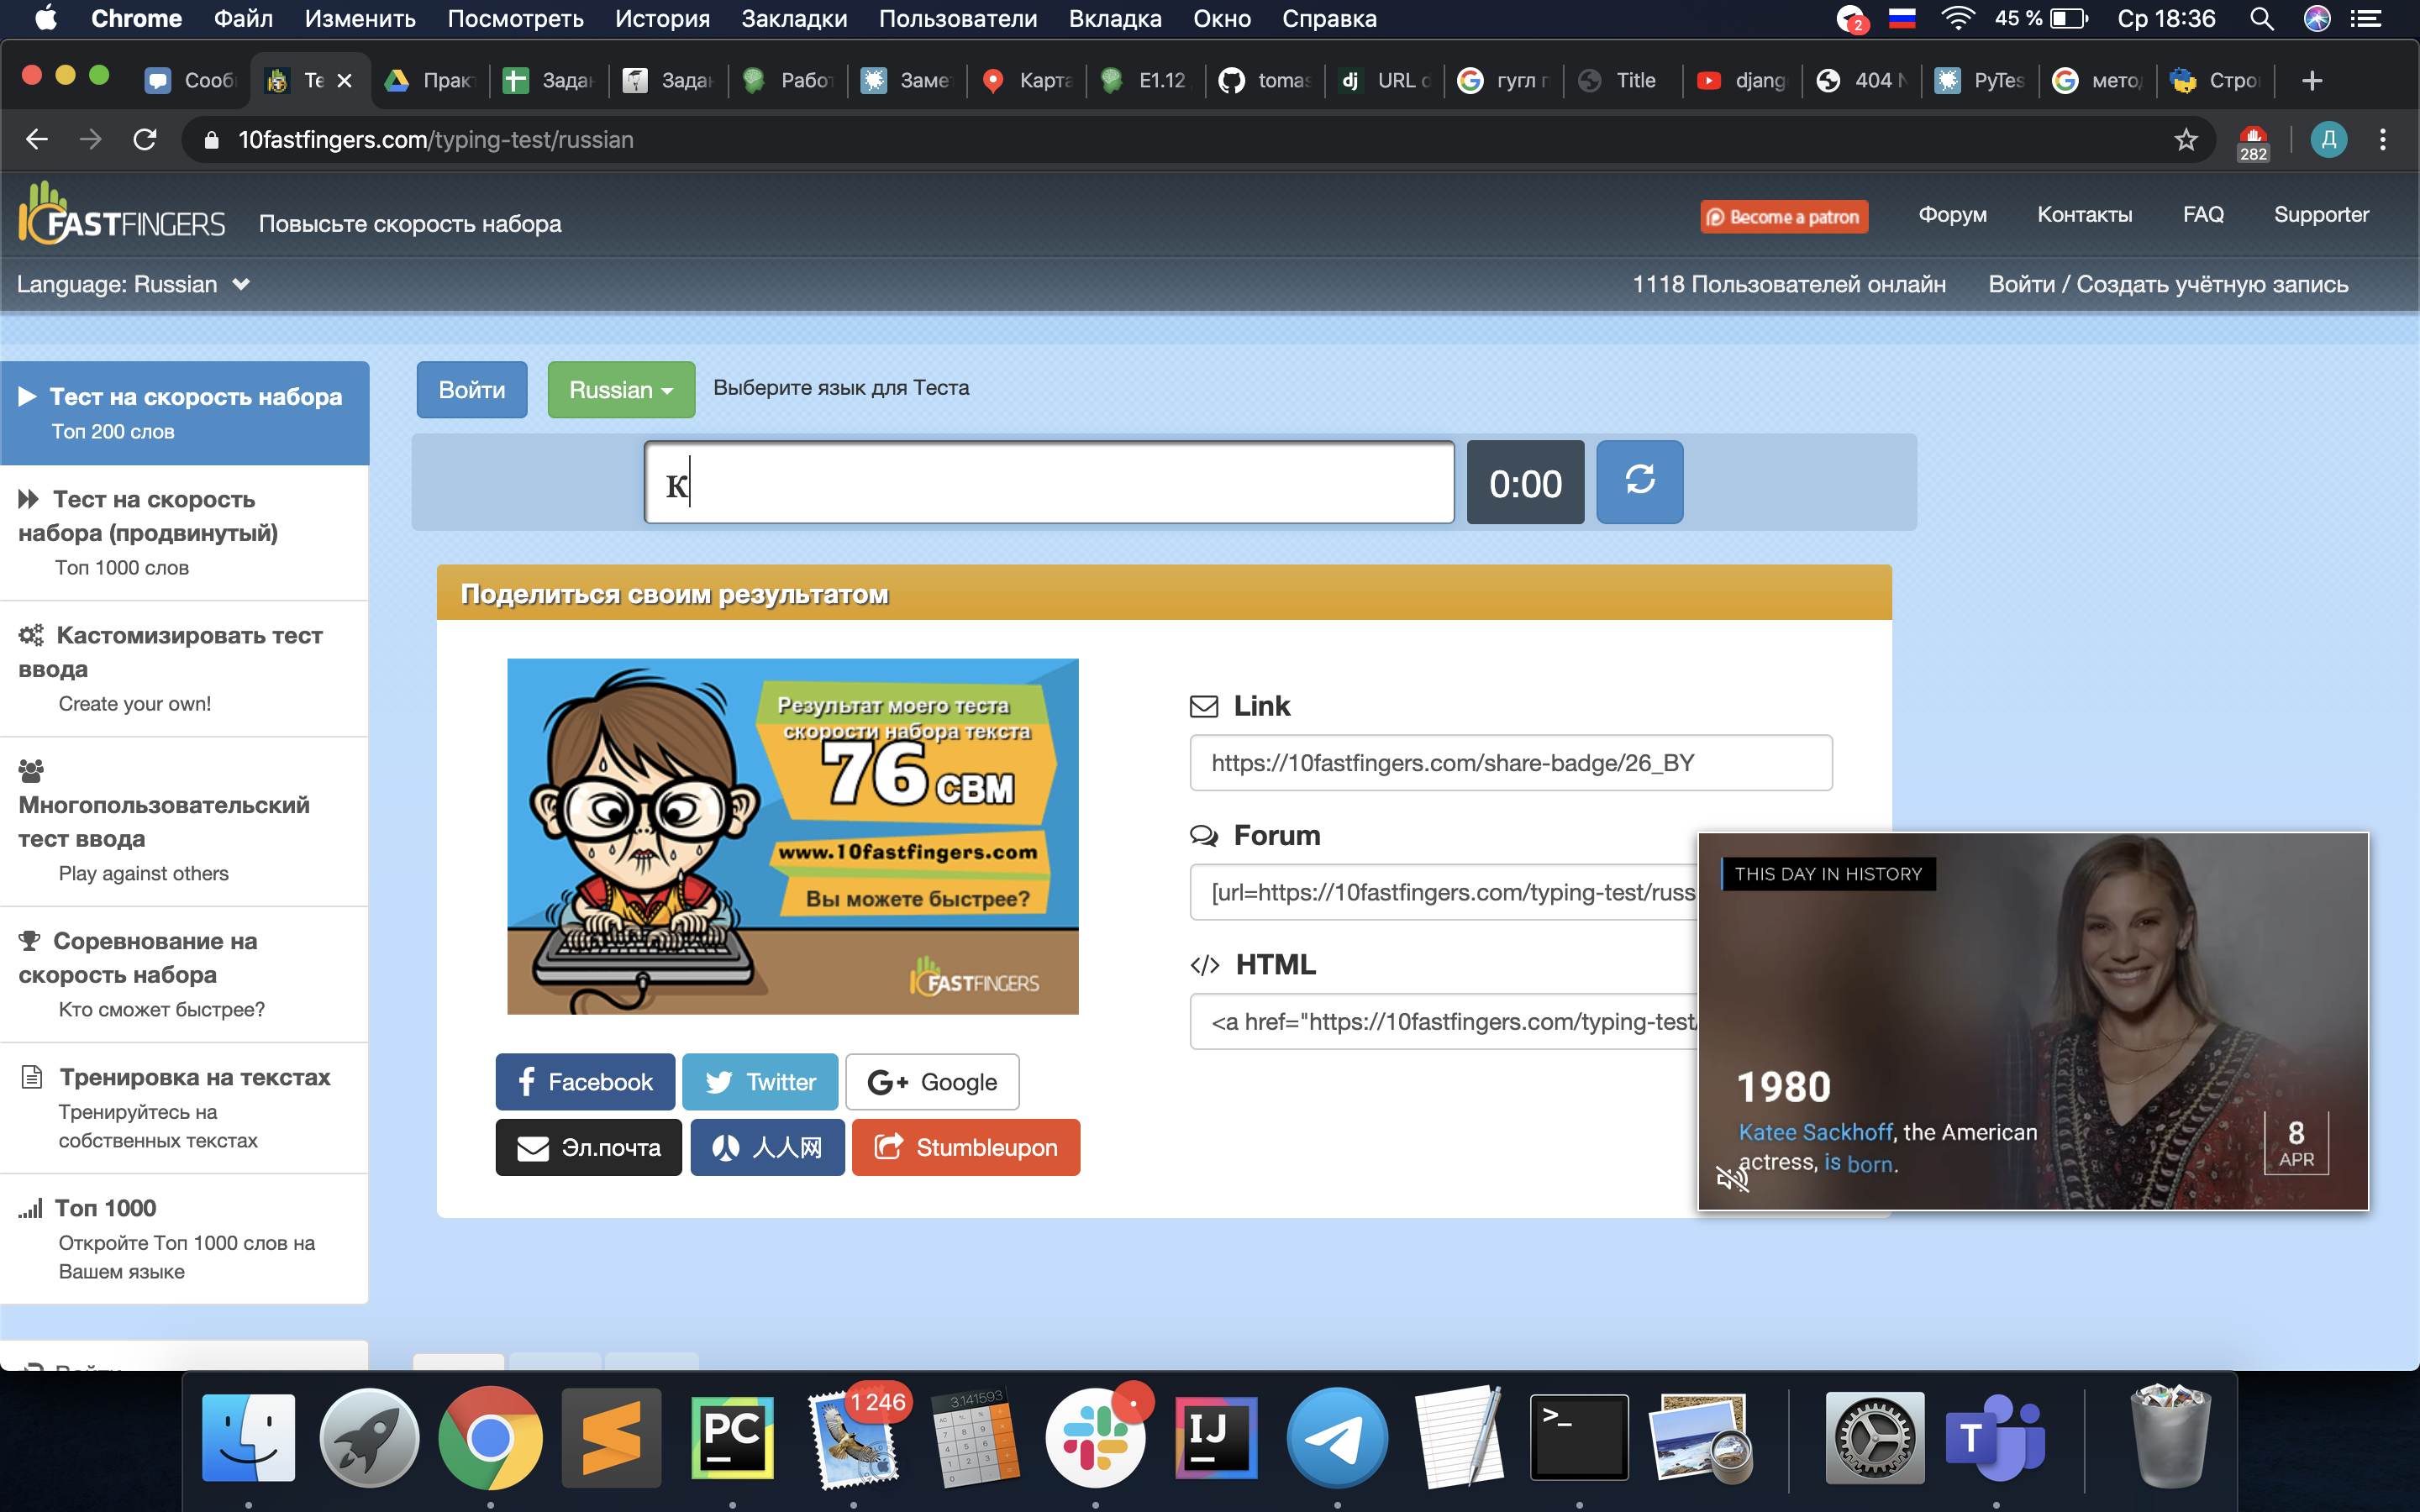 Chrome Файл Изменить Посмотреть История Закладки Пользователи Вкладка Окно Справка
2 45 % Ср 18:36
Сооб Те Прак Задан Задан Работ Замет Карта E1.12 tomas URL d гугл п Title djang 404 N PyTes метод Стро
10fastfingers.com/typing-test/russian
282 Д
FASTFINGERS Повысьте скорость набора
Become a patron Форум Контакты FAQ Supporter
Language: Russian
1118 Пользователей онлайн Войти / Создать учётную запись
Тест на скорость набора
Топ 200 слов
Тест на скорость
набора (продвинутый)
Топ 1000 слов
Кастомизировать тест
ввода
Create your own!
Многопользовательский
тест ввода
Play against others
Соревнование на
скорость набора
Кто сможет быстрее?
Тренировка на текстах
Тренируйтесь на
собственных текстах
Топ 1000
Откройте Топ 1000 слов на
Вашем языке
Войти Russian Выберите язык для Теста
к 0:00
Поделиться своим результатом
Результат моего теста
скорости набора текста
76 СВМ
www.10fastfingers.com
Вы можете быстрее?
FASTFINGERS
Facebook Twitter G+ Google
Эл.почта 人人网 Stumbleupon
Link
https://10fastfingers.com/share-badge/26_BY
Forum
[url=https://10fastfingers.com/typing-test/russ
HTML
<a href="https://10fastfingers.com/typing-test/
THIS DAY IN HISTORY
1980
Katee Sackhoff, the American
actress, is born.
8
APR
PC 1 246 3.141593 IJ >_ T